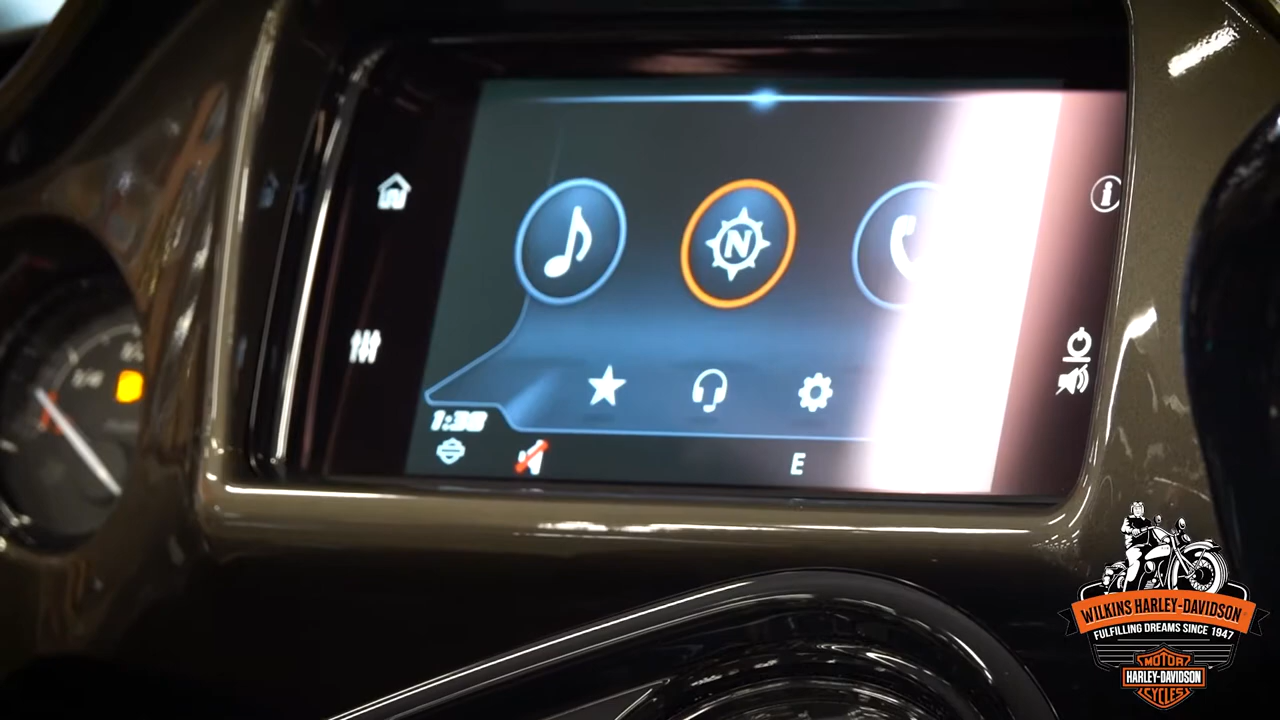 N
1:38
E
WILKINS HARLEY-DAVIDSON
FULFILLING DREAMS SINCE 1947
MOTOR
HARLEY-DAVIDSON
CYCLES